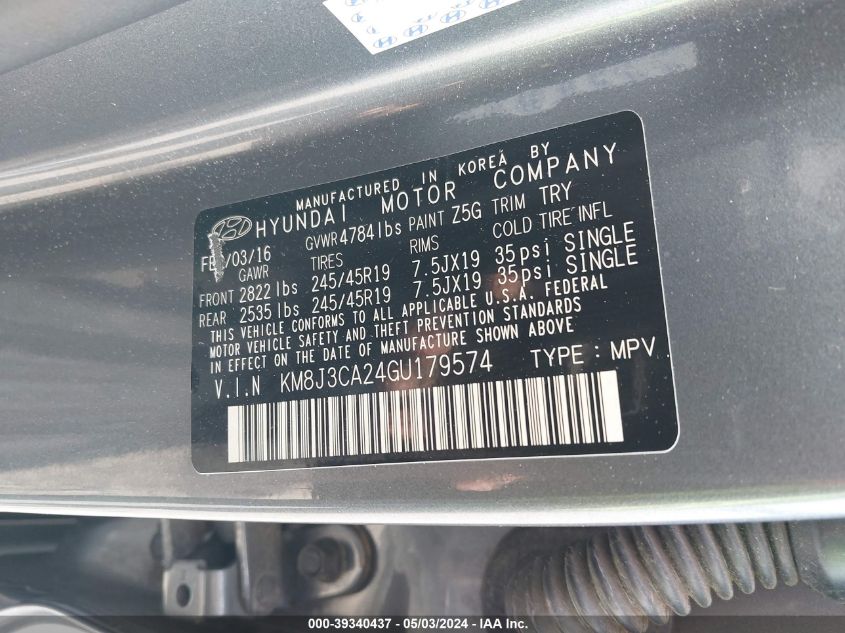 MANUFACTURED IN KOREA BY
HYUNDAI MOTOR COMPANY
/03/16 GVWR 4784 lbs PAINT Z5G TRIM TRY
GAWR TIRES RIMS COLD TIRE INFL
FRONT 2822 lbs 245/45R19 7.5JX19 35psi SINGLE
REAR 2535 lbs 245/45R19 7.5JX19 35psi SINGLE
THIS VEHICLE CONFORMS TO ALL APPLICABLE U.S.A. FEDERAL
MOTOR VEHICLE SAFETY AND THEFT PREVENTION STANDARDS
IN EFFECT ON THE DATE OF MANUFACTURE SHOWN ABOVE
V.I.N KM8J3CA24GU179574 TYPE : MPV
000-39340437 - 05/03/2024 - IAA Inc.